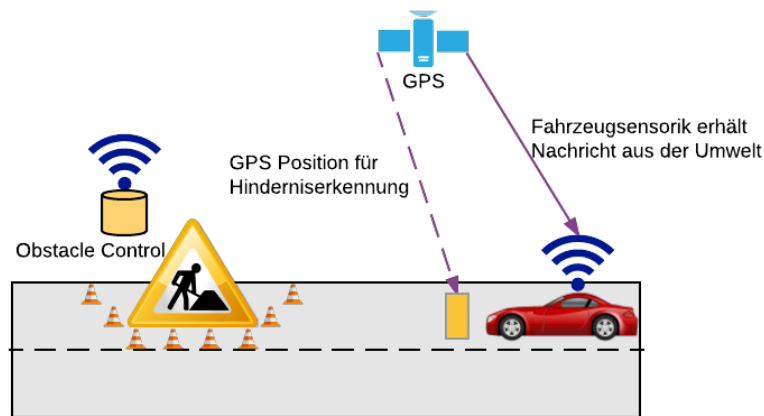 GPS
Fahrzeugsensorik erhält
Nachricht aus der Umwelt
GPS Position für
Hinderniserkennung
Obstacle Control